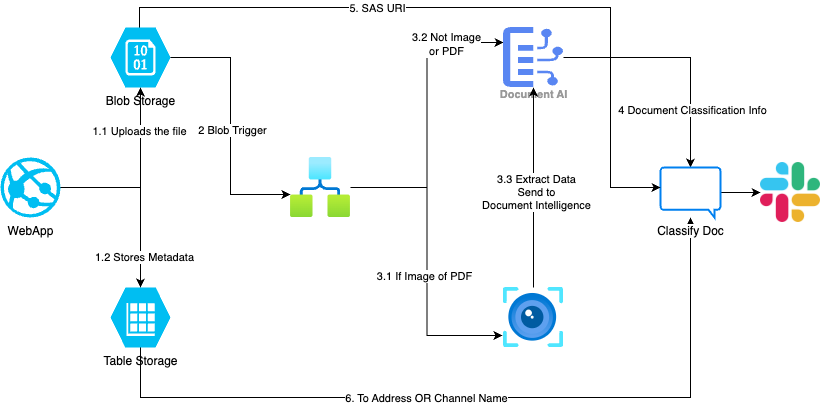 5. SAS URI
3.2 Not Image
or PDF
10
01
Blob Storage
Document AI
1.1 Uploads the file
2 Blob Trigger
4 Document Classification Info
3.3 Extract Data
Send to
Document Intelligence
WebApp
Classify Doc
1.2 Stores Metadata
3.1 If Image of PDF
Table Storage
6. To Address OR Channel Name